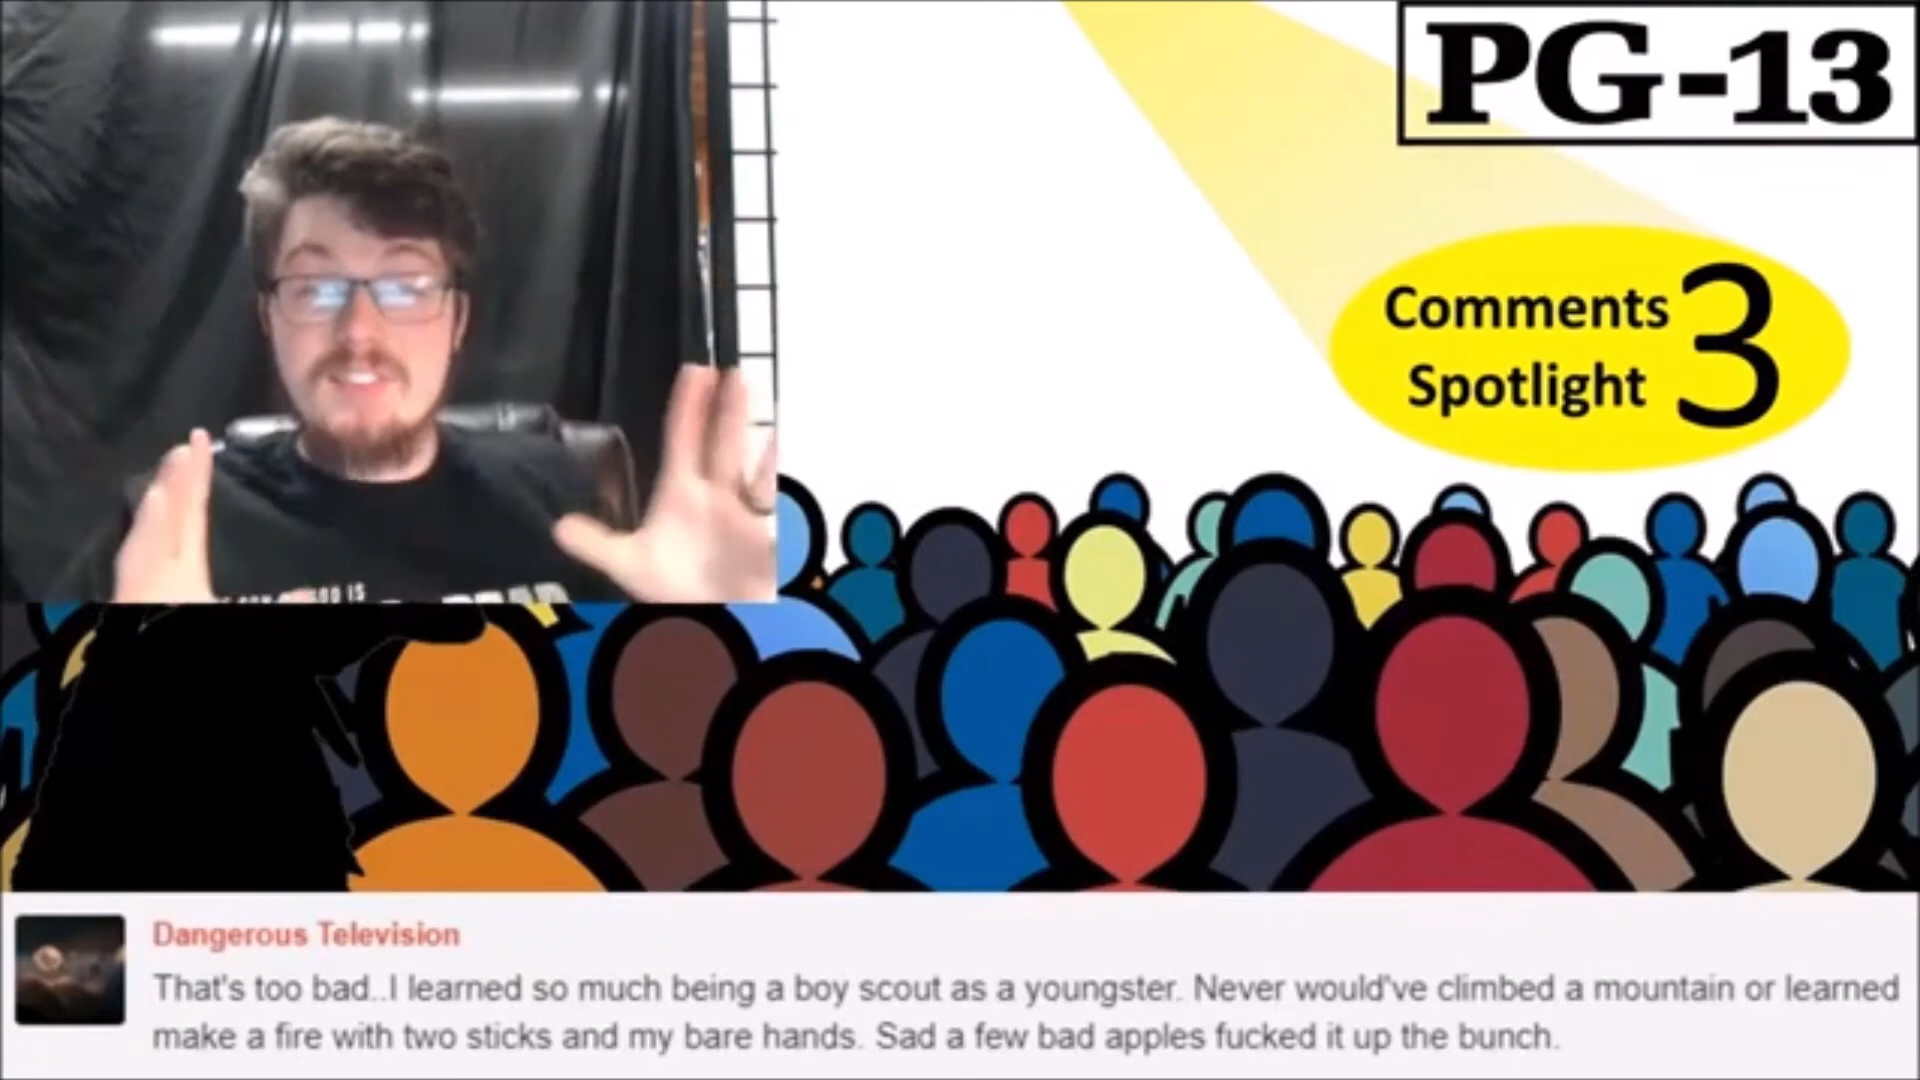 PG-13
Comments
Spotlight 3
GOD IS
Dangerous Television
That's too bad..I learned so much being a boy scout as a youngster. Never would've climbed a mountain or learned
make a fire with two sticks and my bare hands. Sad a few bad apples fucked it up the bunch.